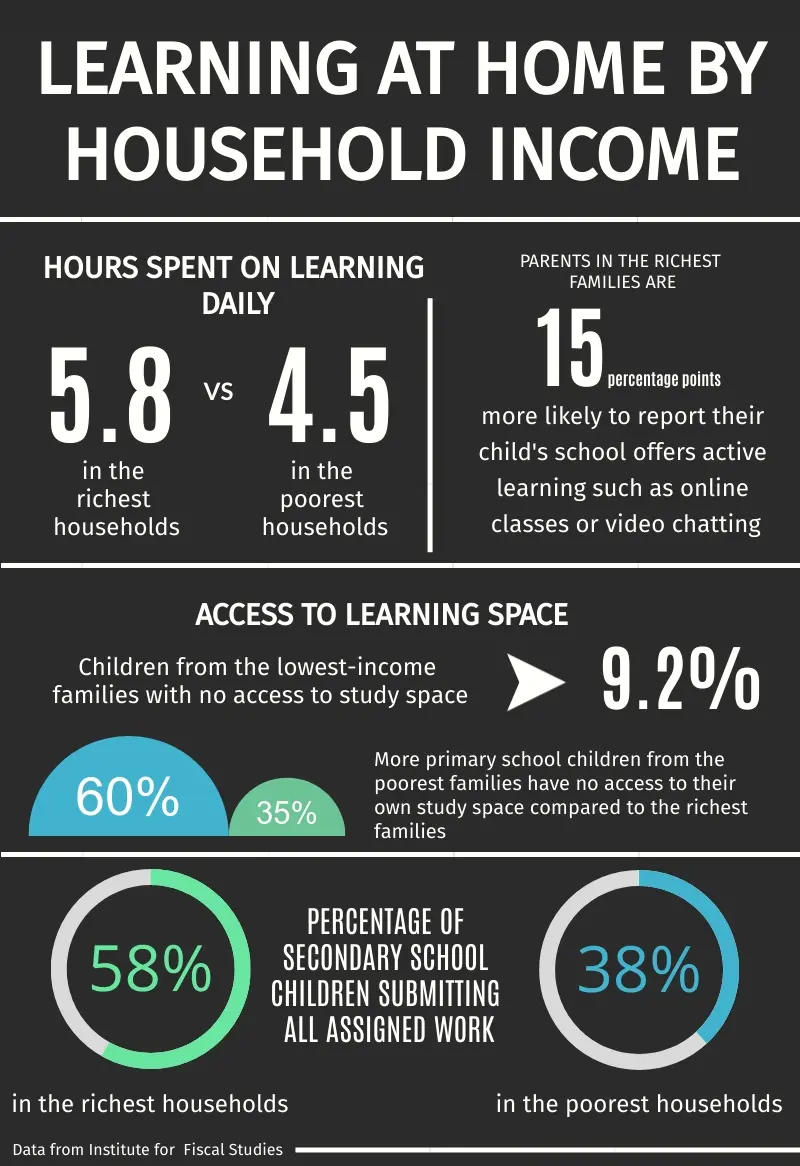 LEARNING AT HOME BY
HOUSEHOLD INCOME
HOURS SPENT ON LEARNING
DAILY
5.8 vs 4.5
in the
richest
households
in the
poorest
households
PARENTS IN THE RICHEST
FAMILIES ARE
15 percentage points
more likely to report their
child's school offers active
learning such as online
classes or video chatting
ACCESS TO LEARNING SPACE
Children from the lowest-income
families with no access to study space
9.2%
60%
35%
More primary school children from the
poorest families have no access to their
own study space compared to the richest
families
58%
PERCENTAGE OF
SECONDARY SCHOOL
CHILDREN SUBMITTING
ALL ASSIGNED WORK
38%
in the richest households
in the poorest households
Data from Institute for Fiscal Studies